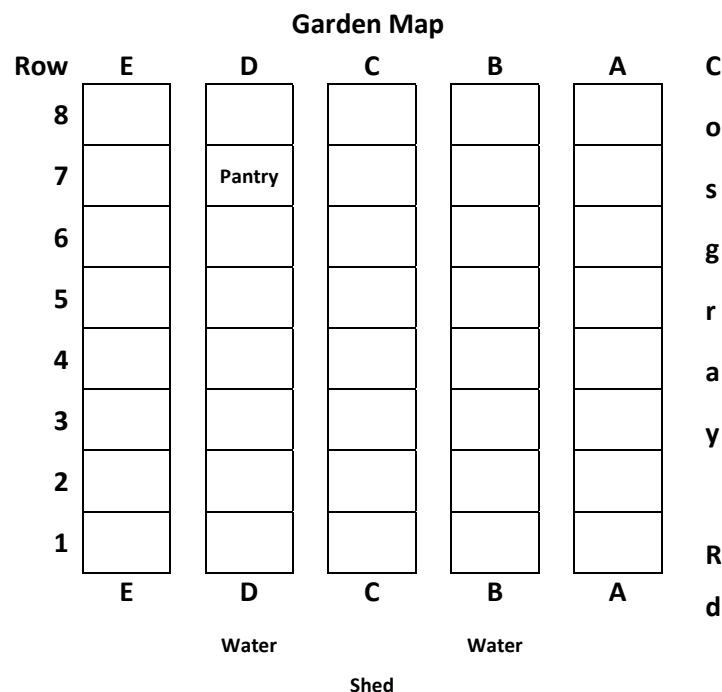 Garden Map
Row E D C B A C
8 o
7 Pantry s
6 g
5 r
4 a
3 y
2
1 R
E D C B A d
Water Water
Shed